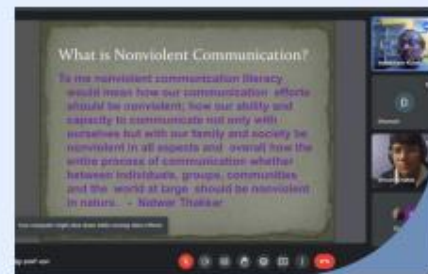 What is Nonviolent Communication?
To me nonviolent communication literacy
would mean how our communication efforts
should be nonviolent; how our ability and
capacity to communicate not only with
ourselves but with our family and society be
nonviolent in all aspects and overall how the
entire process of communication whether
between individuals, groups, communities
and the world at large should be nonviolent
in nature. - Natwar Thakkar
D